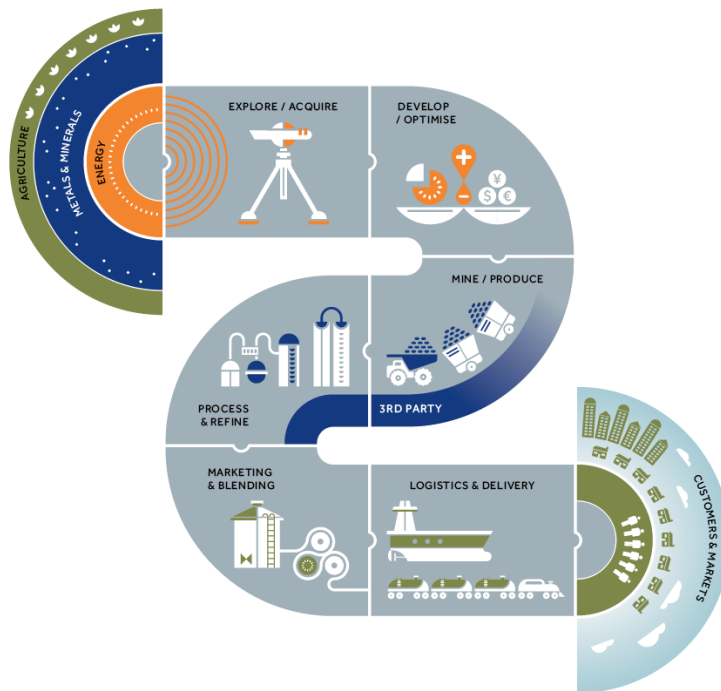 AGRICULTURE
METALS & MINERALS
ENERGY
EXPLORE / ACQUIRE
DEVELOP
/ OPTIMISE
¥
$ €
MINE / PRODUCE
PROCESS
& REFINE
3RD PARTY
MARKETING
& BLENDING
LOGISTICS & DELIVERY
CUSTOMERS & MARKETS